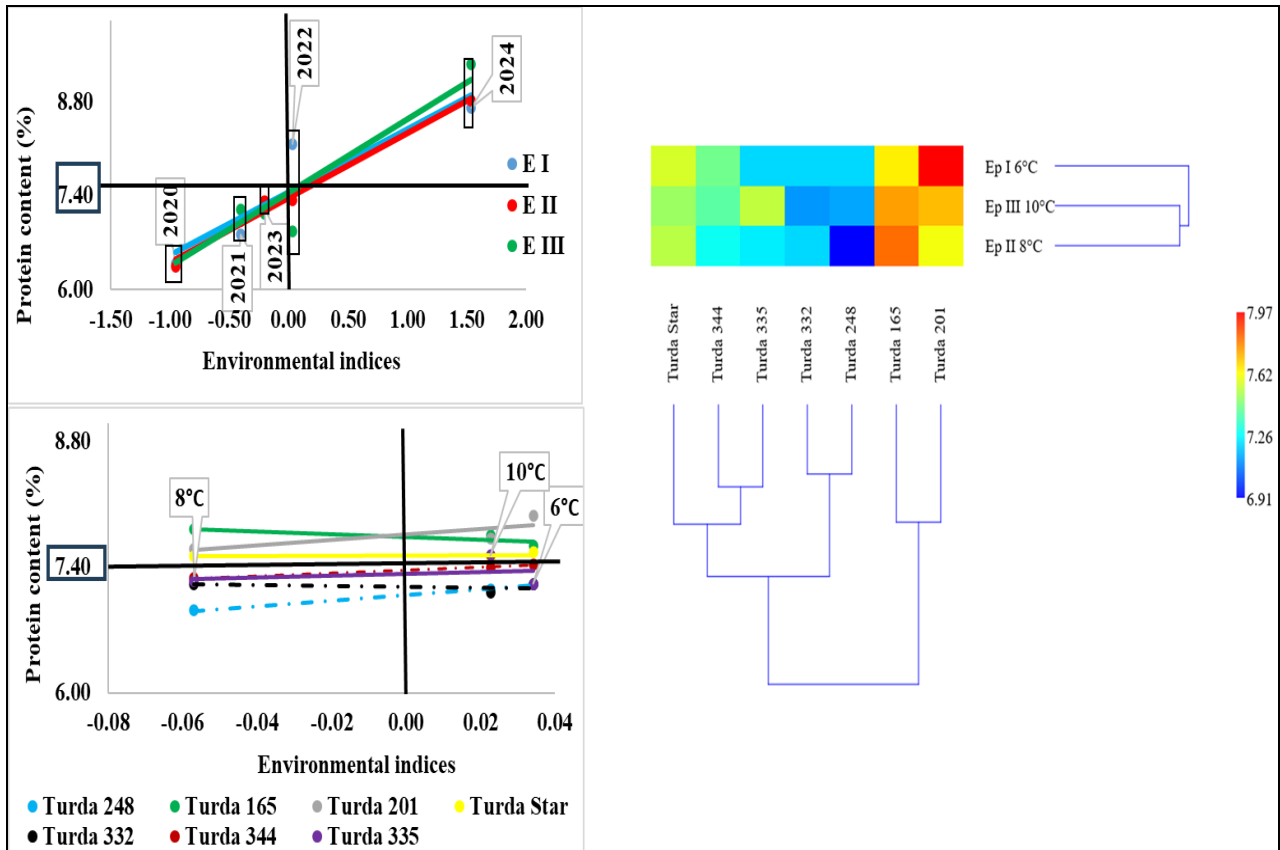 Protein content (%)
8.80
7.40
6.00
2020
2021
2023
2022
2024
E I
E II
E III
-1.50 -1.00 -0.50 0.00 0.50 1.00 1.50 2.00
Environmental indices
Protein content (%)
8.80
7.40
6.00
8°C
10°C
6°C
-0.08 -0.06 -0.04 -0.02 0.00 0.02 0.04
Environmental indices
Turda 248 Turda 165 Turda 201 Turda Star
Turda 332 Turda 344 Turda 335
Ep I 6°C
Ep III 10°C
Ep II 8°C
Turda Star
Turda 344
Turda 335
Turda 332
Turda 248
Turda 165
Turda 201
7.97
7.62
7.26
6.91